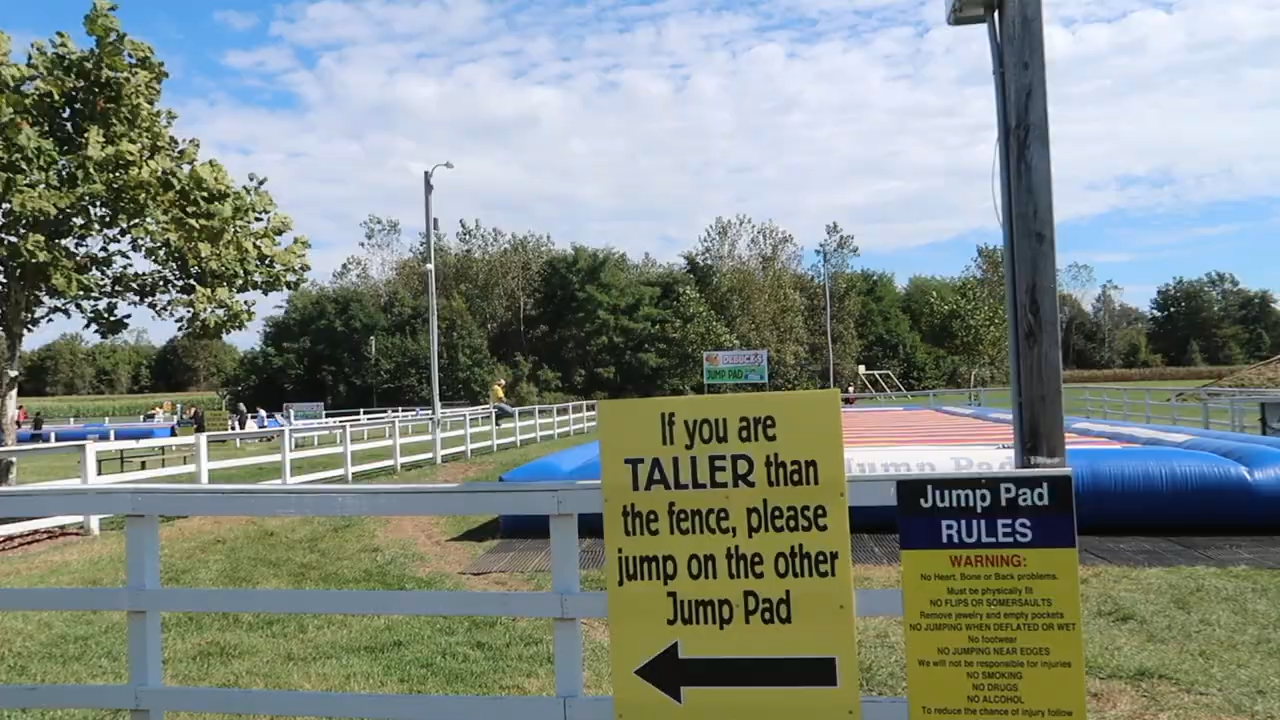 DEBUCK'S
JUMP PAD
If you are
TALLER than
the fence, please
jump on the other
Jump Pad
Jump Pad
Jump Pad
RULES
WARNING:
No Heart, Bone or Back problems.
Must be physically fit
NO FLIPS OR SOMERSAULTS
Remove jewelry and empty pockets
NO JUMPING WHEN DEFLATED OR WET
No footwear
NO JUMPING NEAR EDGES
We will not be responsible for injuries
NO SMOKING
NO DRUGS
NO ALCOHOL
To reduce the chance of injury follow